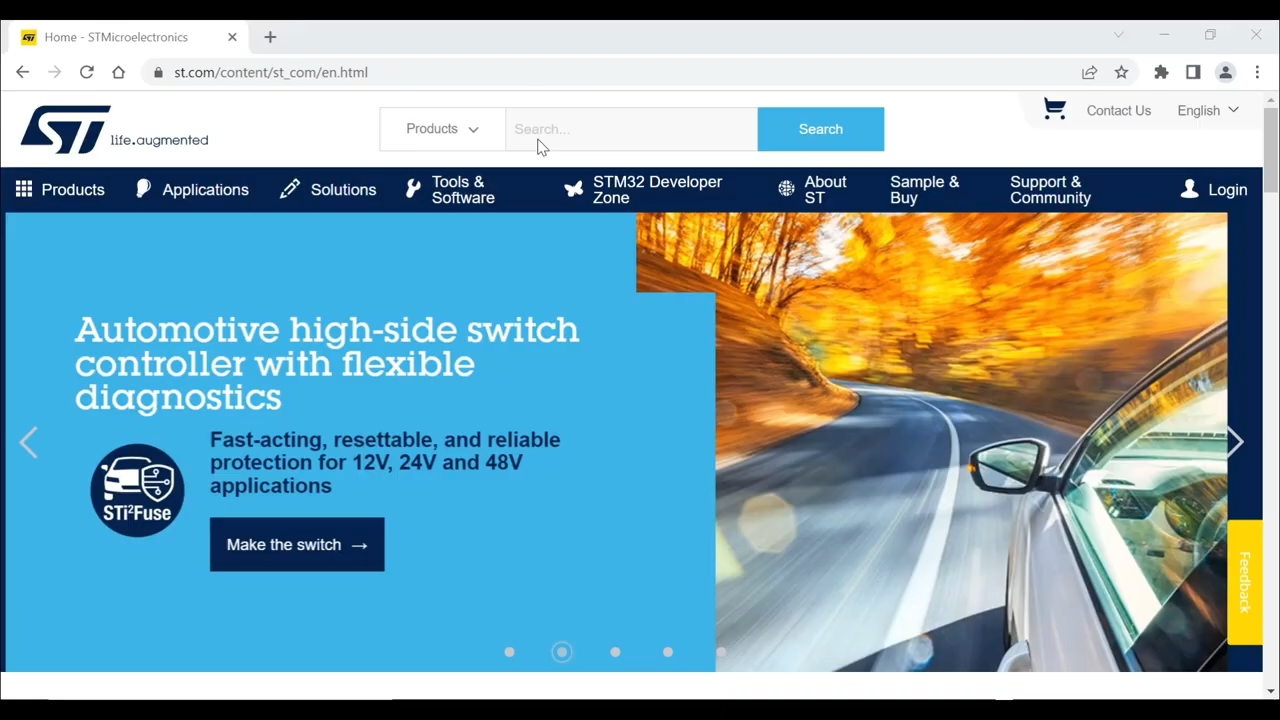 Home - STMicroelectronics
st.com/content/st_com/en.html
ST life.augmented
Products
Search...
Search
Contact Us
English
Products
Applications
Solutions
Tools &
Software
STM32 Developer
Zone
About
ST
Sample &
Buy
Support &
Community
Login
Automotive high-side switch
controller with flexible
diagnostics
Fast-acting, resettable, and reliable
protection for 12V, 24V and 48V
applications
STi²Fuse
Make the switch →
Feedback